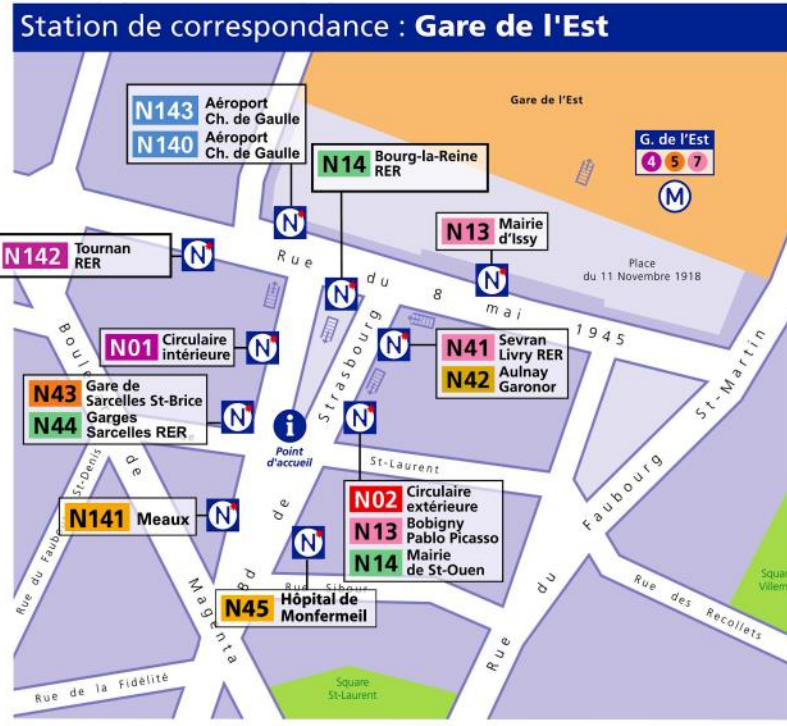 Station de correspondance : Gare de l'Est
Gare de l'Est
G. de l'Est
4 5 7
M
N143 Aéroport
Ch. de Gaulle
N140 Aéroport
Ch. de Gaulle
N
N14 Bourg-la-Reine
RER
N
N13 Mairie
d'Issy
N
Place
du 11 Novembre 1918
N142 Tournan
RER
N
Rue du 8 mai 1945
N01 Circulaire
intérieure
N
N41 Sevran
Livry RER
N42 Aulnay
Garonor
N
N43 Gare de
Sarcelles St-Brice
N44 Garges
Sarcelles RER
N
i
Point
d'accueil
N
St-Laurent
N02 Circulaire
extérieure
N13 Bobigny
Pablo Picasso
N14 Mairie
de St-Ouen
N141 Meaux
N
N
N45 Hôpital de
Monfermeil
Bd de Strasbourg
Boule de Magenta
Rue du Faubou St-Denis
Rue Sibour
Rue du Faubourg St-Martin
Rue des Recollets
Rue de la Fidélité
Square
St-Laurent
Squa
Villem